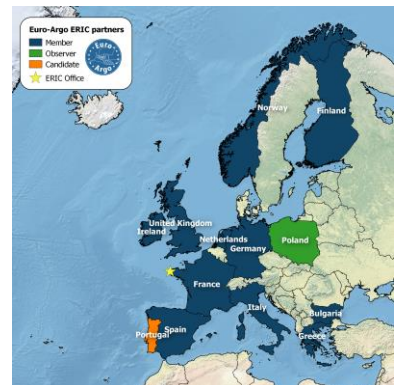 Euro-Argo ERIC partners
Member
Observer
Candidate
ERIC Office
Euro
Argo
Norway
Finland
United Kingdom
Ireland
Netherlands
Germany
Poland
France
Italy
Bulgaria
Portugal
Spain
Greece